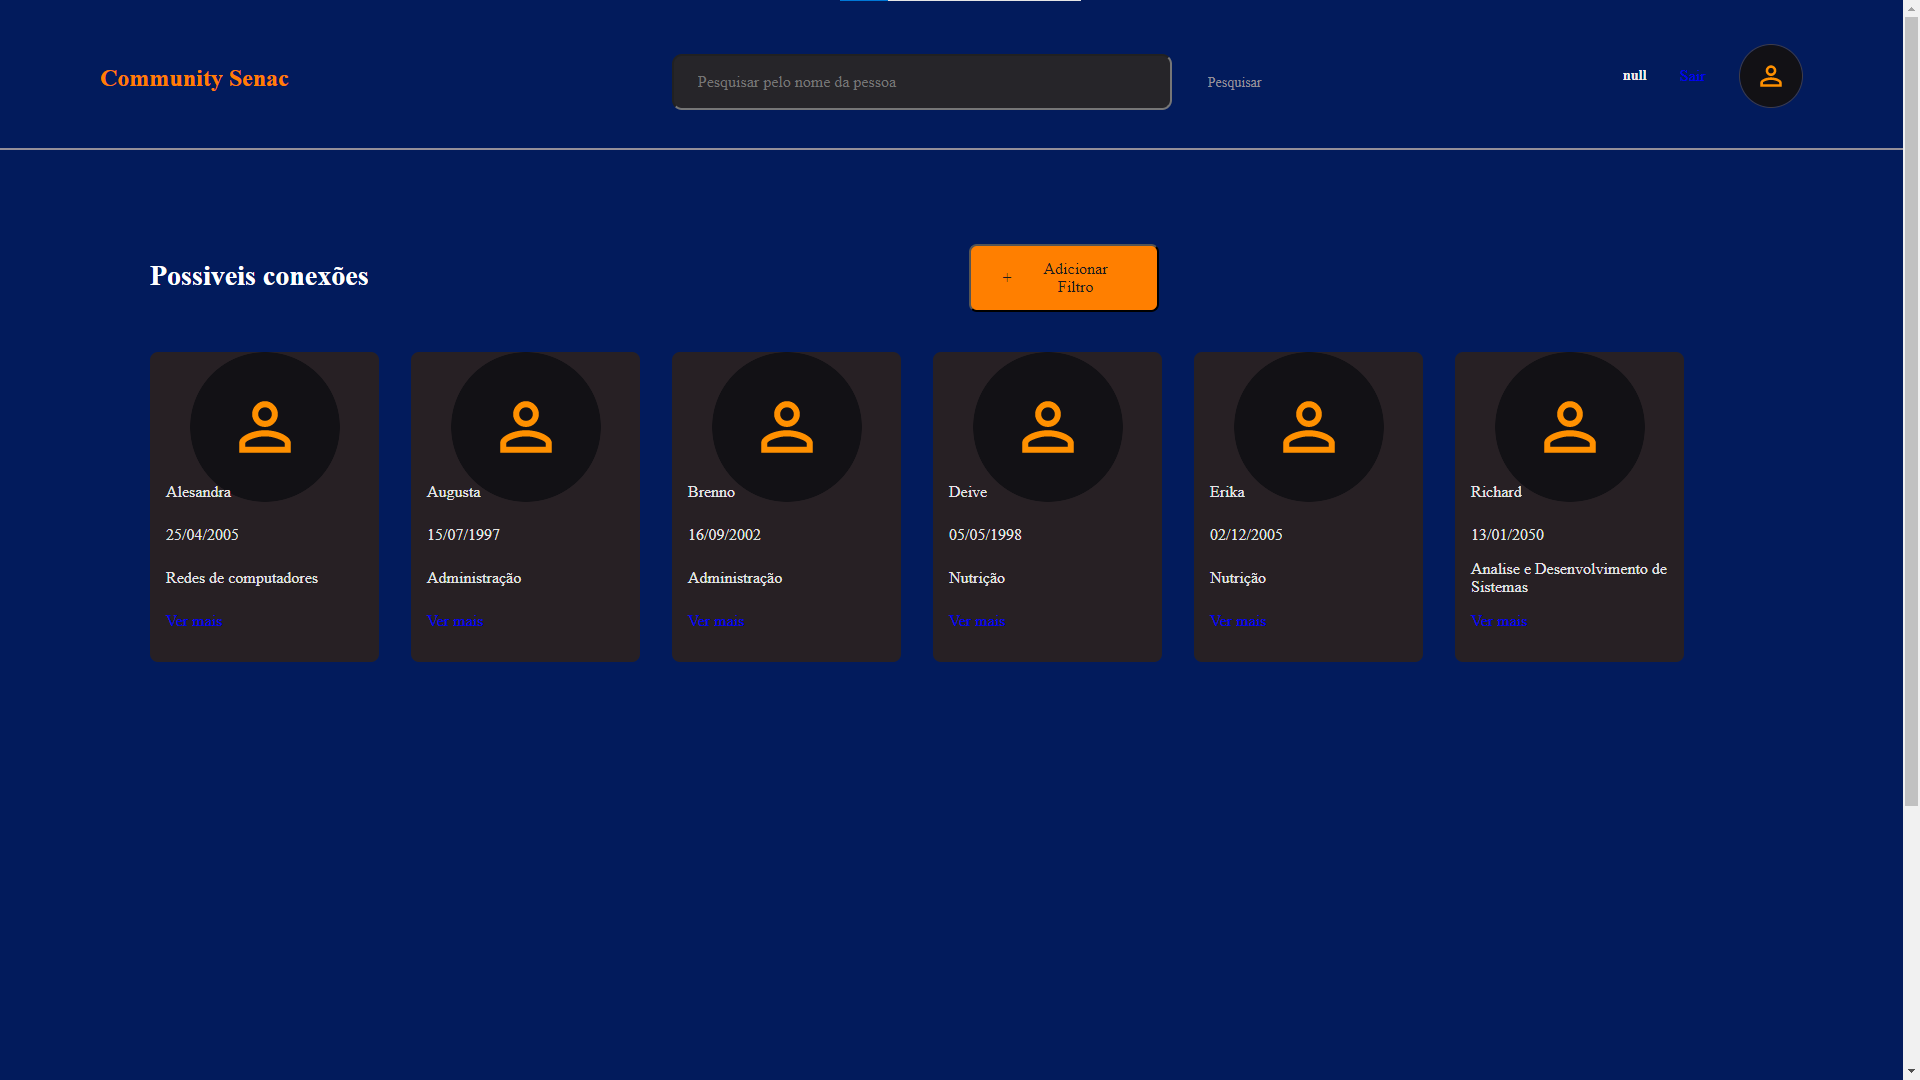 Community Senac
Pesquisar pelo nome da pessoa
Pesquisar
null
Sair
Possiveis conexões
+
Adicionar
Filtro
Alesandra
25/04/2005
Redes de computadores
Ver mais
Augusta
15/07/1997
Administração
Ver mais
Brenno
16/09/2002
Administração
Ver mais
Deive
05/05/1998
Nutrição
Ver mais
Erika
02/12/2005
Nutrição
Ver mais
Richard
13/01/2050
Analise e Desenvolvimento de
Sistemas
Ver mais